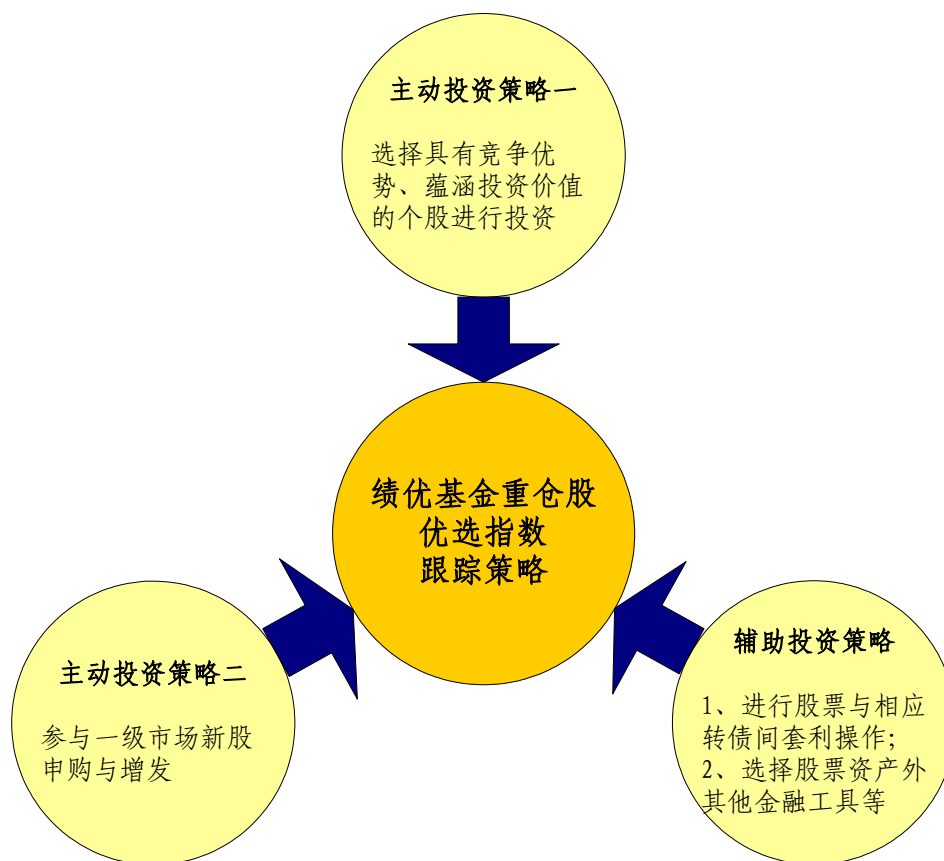 主动投资策略一
选择具有竞争优
势、蕴涵投资价值
的个股进行投资
绩优基金重仓股
优选指数
跟踪策略
主动投资策略二
参与一级市场新股
申购与增发
辅助投资策略
1、进行股票与相应
转债间套利操作;
2、选择股票资产外
其他金融工具等